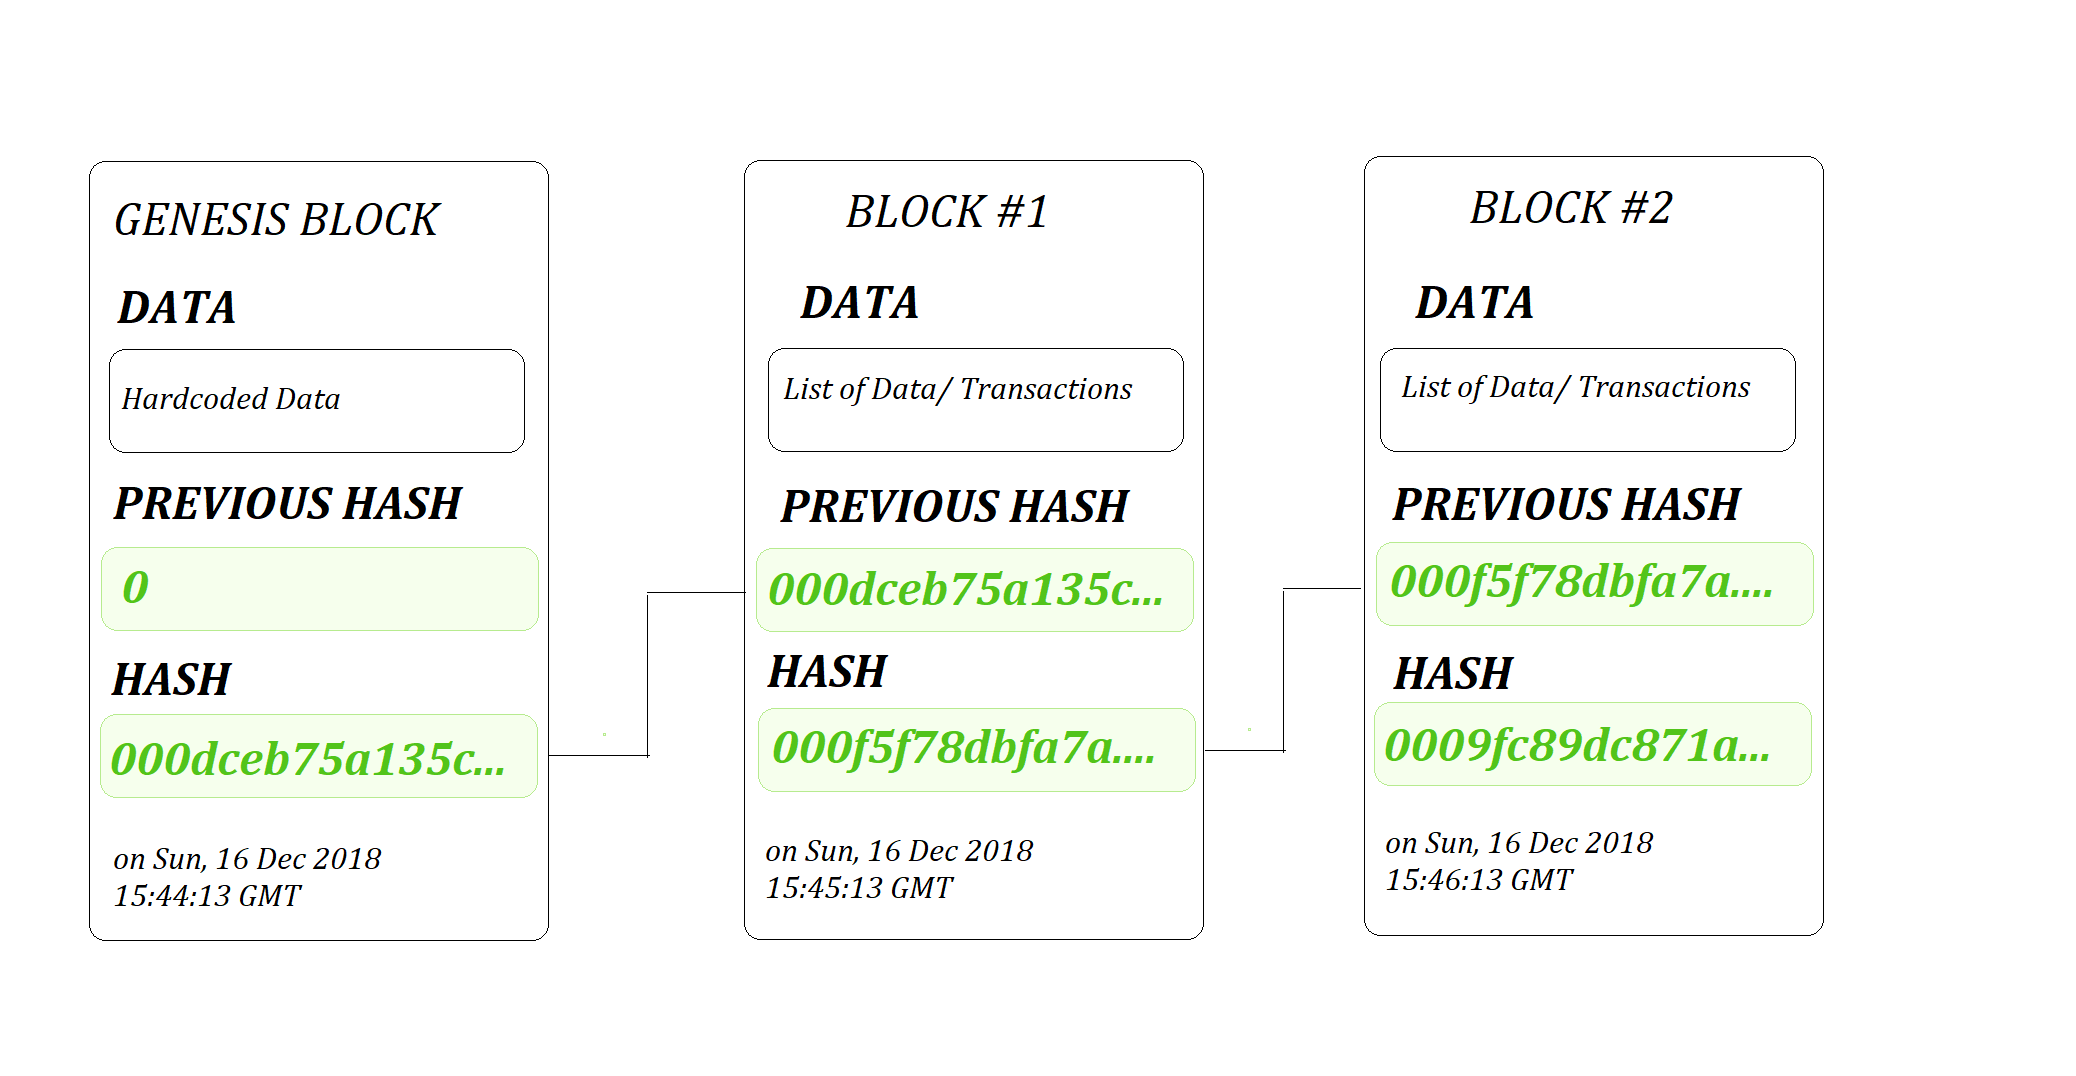 GENESIS BLOCK
DATA
Hardcoded Data
PREVIOUS HASH
0
HASH
000dceb75a135c...
on Sun, 16 Dec 2018
15:44:13 GMT
BLOCK #1
DATA
List of Data/ Transactions
PREVIOUS HASH
000dceb75a135c...
HASH
000f5f78dbfa7a....
on Sun, 16 Dec 2018
15:45:13 GMT
BLOCK #2
DATA
List of Data/ Transactions
PREVIOUS HASH
000f5f78dbfa7a....
HASH
0009fc89dc871a...
on Sun, 16 Dec 2018
15:46:13 GMT